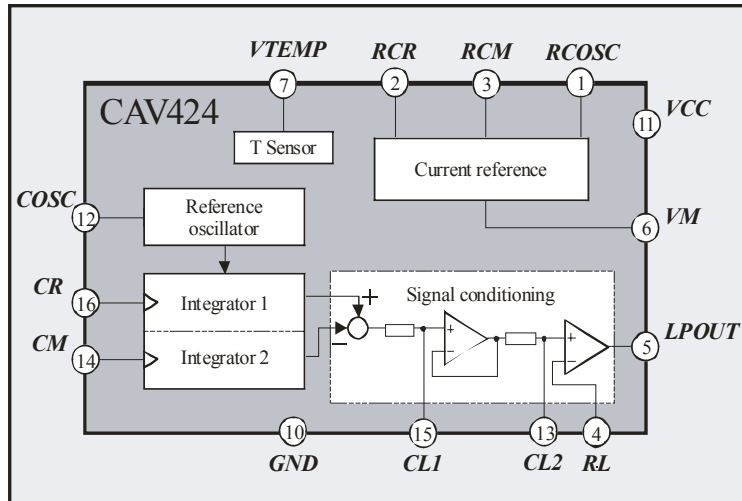 VTEMP RCR RCM RCOSC
7 2 3 1
CAV424
VCC
11
T Sensor
Current reference
COSC
12
Reference
oscillator
VM
6
CR
16
Integrator 1
+
Signal conditioning
CM
14
Integrator 2
−
+
−
+
−
LPOUT
5
10 15 13 4
GND CL1 CL2 RL